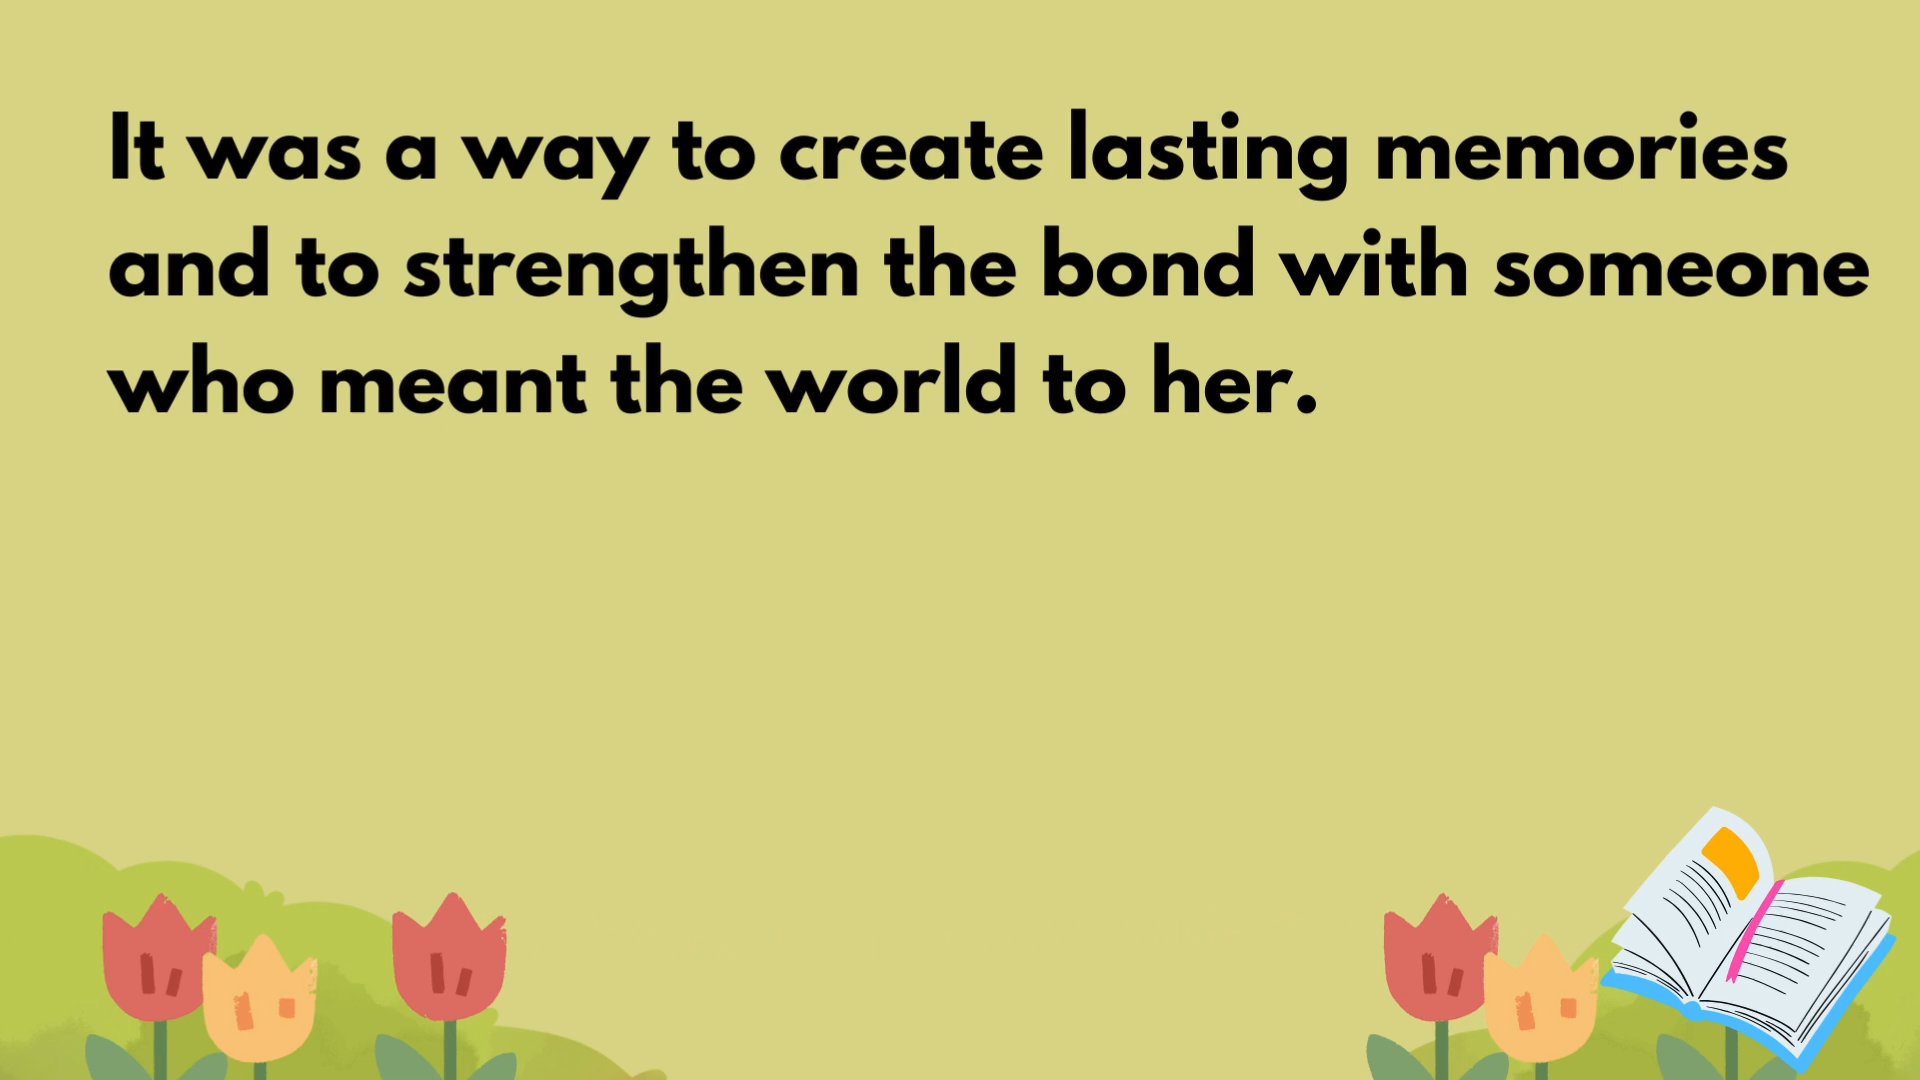 It was a way to create lasting memories
and to strengthen the bond with someone
who meant the world to her.